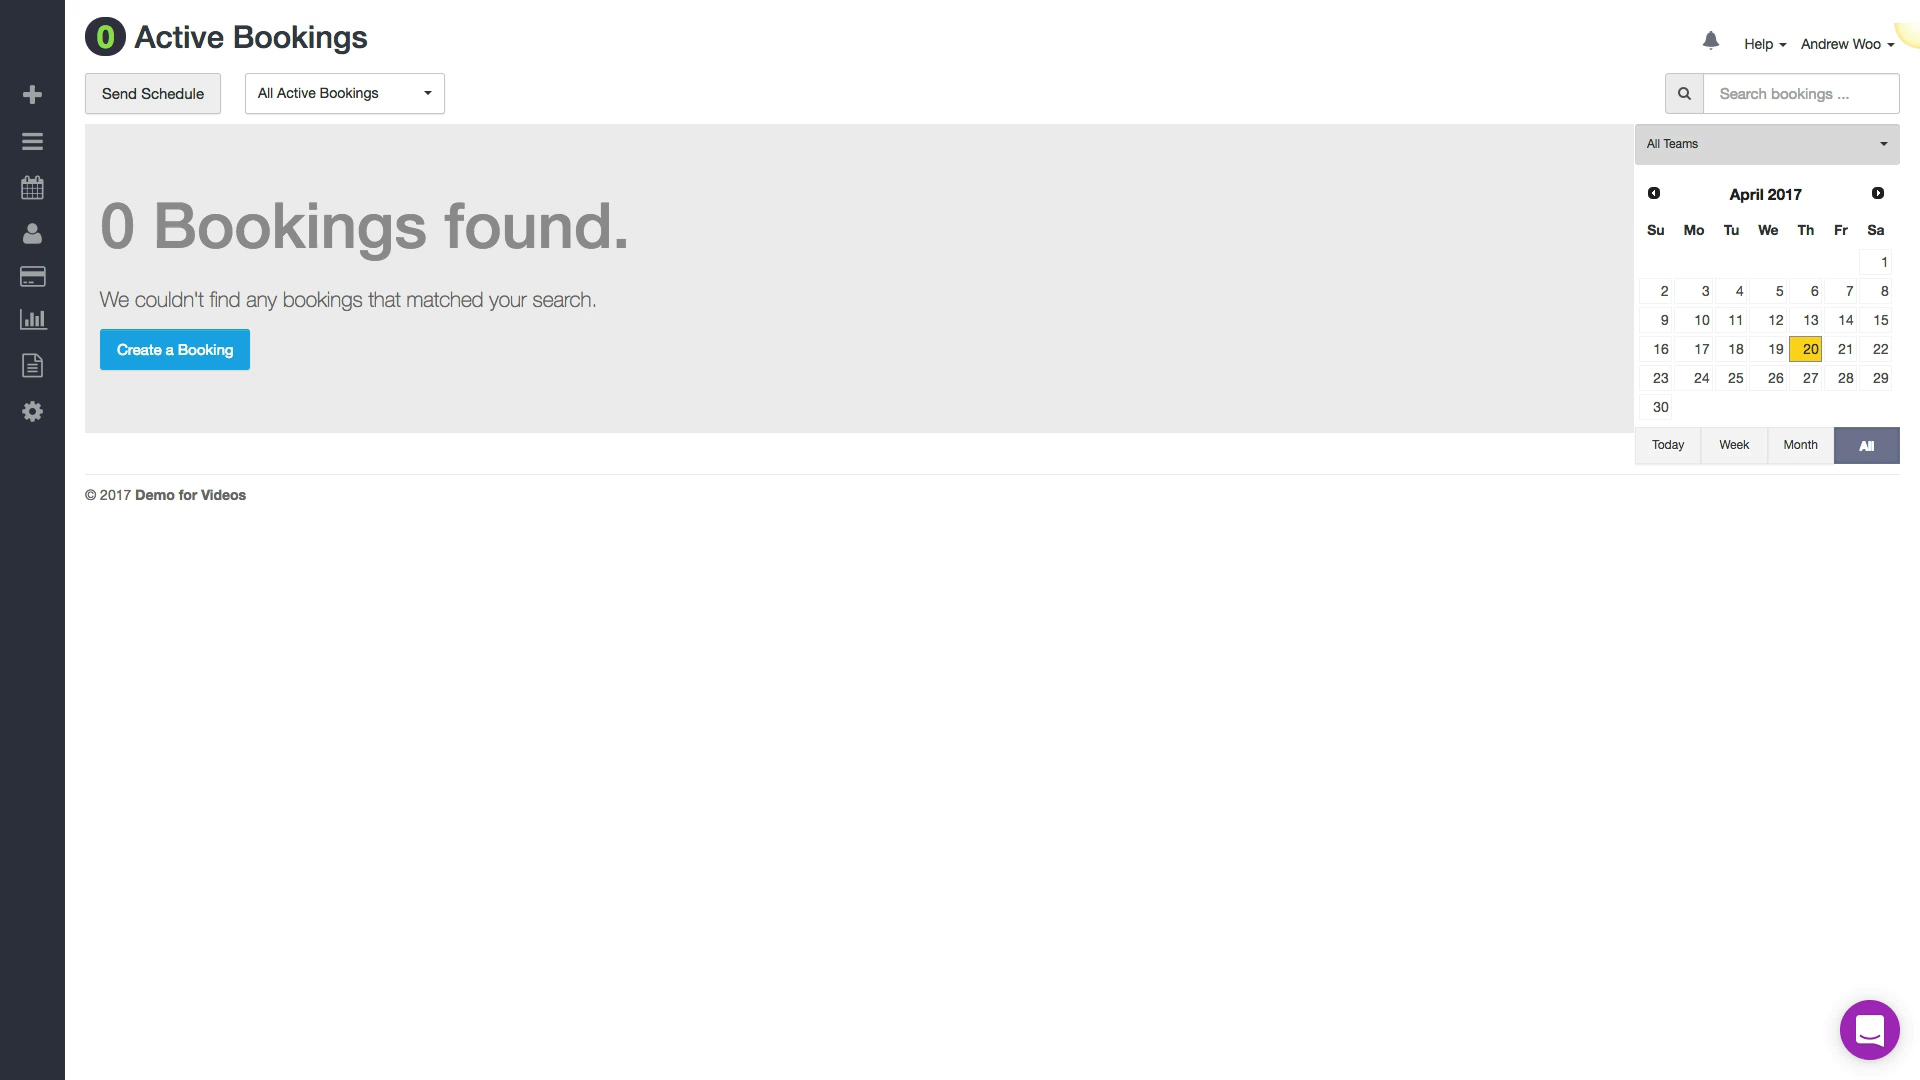 0 Active Bookings
Help
Andrew Woo
Send Schedule
All Active Bookings
Search bookings ...
0 Bookings found.
We couldn't find any bookings that matched your search.
Create a Booking
All Teams
April 2017
Su Mo Tu We Th Fr Sa
1
2 3 4 5 6 7 8
9 10 11 12 13 14 15
16 17 18 19 20 21 22
23 24 25 26 27 28 29
30
Today Week Month All
© 2017 Demo for Videos